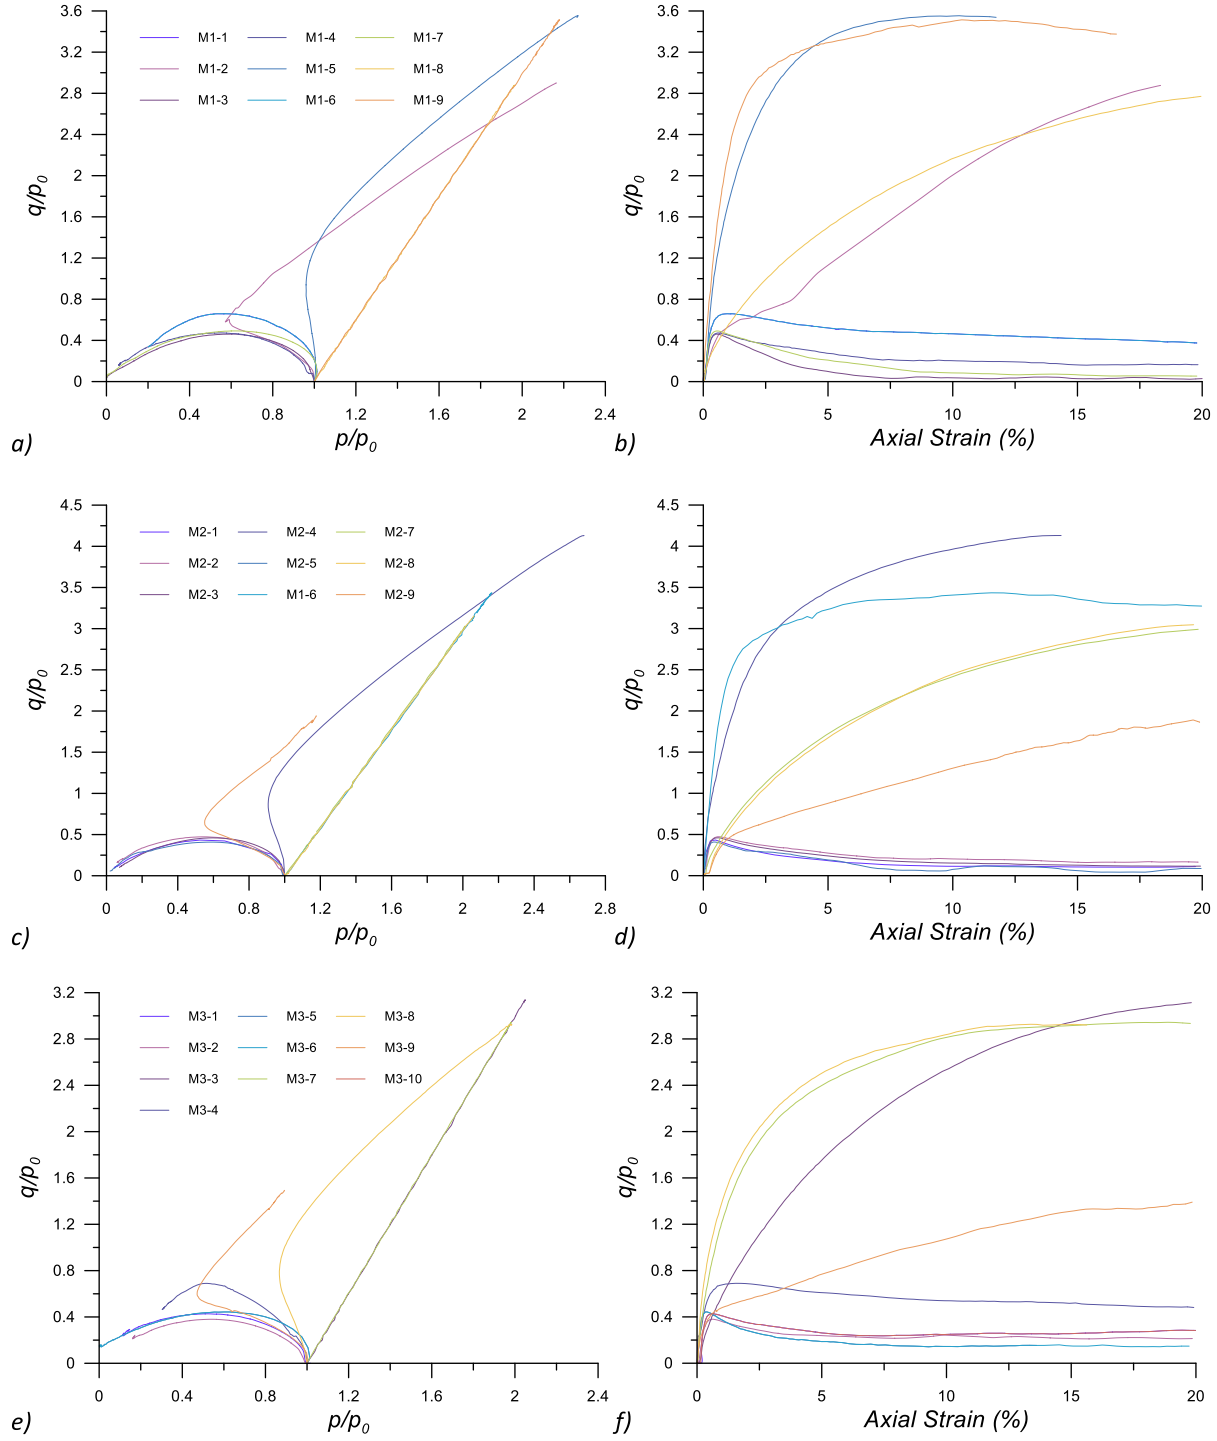 3.6
3.2
2.8
2.4
2
1.6
1.2
0.8
0.4
0
q/p0
M1-1 M1-4 M1-7
M1-2 M1-5 M1-8
M1-3 M1-6 M1-9
0 0.4 0.8 1.2 1.6 2 2.4
p/p0
a)
3.6
3.2
2.8
2.4
2
1.6
1.2
0.8
0.4
0
q/p0
0 5 10 15 20
Axial Strain (%)
b)
4.5
4
3.5
3
2.5
2
1.5
1
0.5
0
q/p0
M2-1 M2-4 M2-7
M2-2 M2-5 M2-8
M2-3 M1-6 M2-9
0 0.4 0.8 1.2 1.6 2 2.4 2.8
p/p0
c)
4.5
4
3.5
3
2.5
2
1.5
1
0.5
0
q/p0
0 5 10 15 20
Axial Strain (%)
d)
3.2
2.8
2.4
2
1.6
1.2
0.8
0.4
0
q/p0
M3-1 M3-5 M3-8
M3-2 M3-6 M3-9
M3-3 M3-7 M3-10
M3-4
0 0.4 0.8 1.2 1.6 2 2.4
p/p0
e)
3.2
2.8
2.4
2
1.6
1.2
0.8
0.4
0
q/p0
0 5 10 15 20
Axial Strain (%)
f)